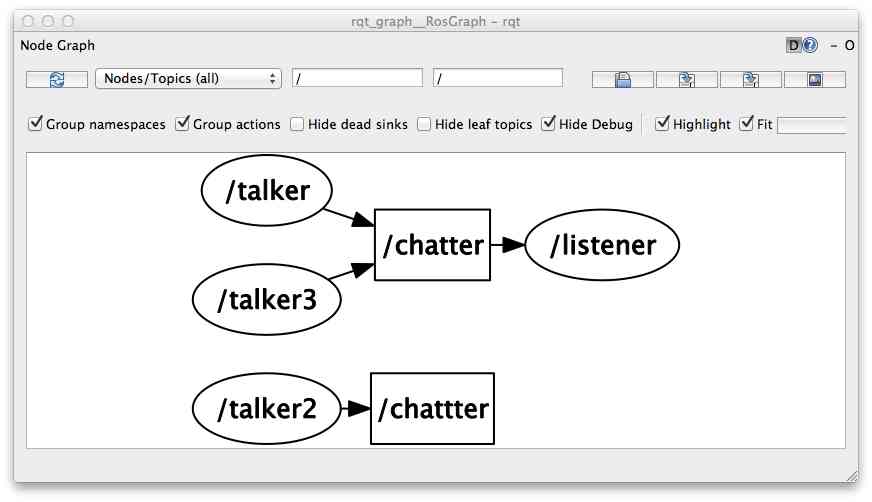 rqt_graph__RosGraph - rqt
Node Graph D ? - O
Nodes/Topics (all) / /
Group namespaces Group actions Hide dead sinks Hide leaf topics Hide Debug Highlight Fit
/talker
/chatter /listener
/talker3
/talker2 /chattter